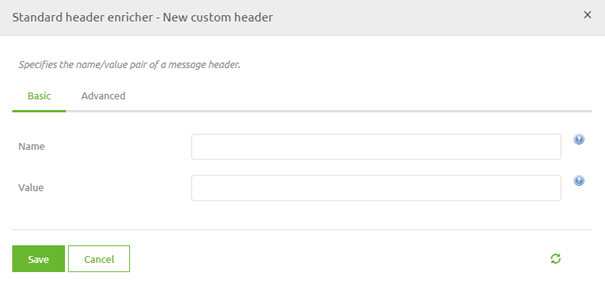 Standard header enricher - New custom header
Specifies the name/value pair of a message header.
Basic Advanced
Name
Value
Save Cancel